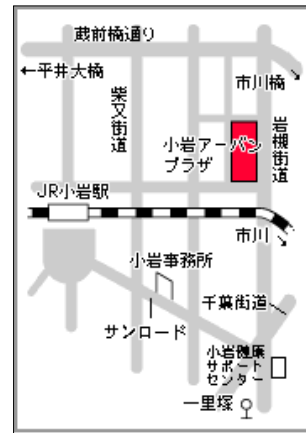 蔵前橋通り
←平井大橋
市川橋
柴又街道
岩槻街道
小岩アーバン
プラザ
JR小岩駅
市川
小岩事務所
千葉街道
サンロード
小岩健康
サポート
センター
一里塚